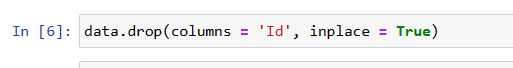 In [6]: data.drop(columns = 'Id', inplace = True)